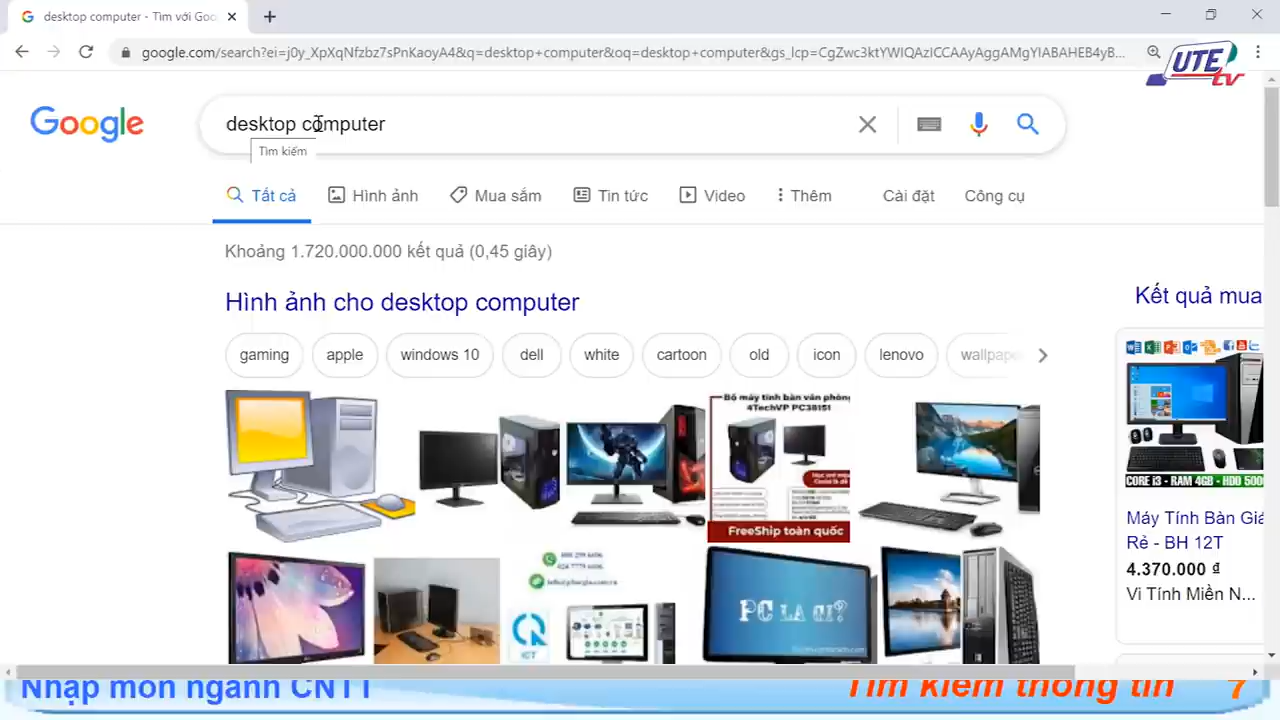 desktop computer - Tìm với Goo
google.com/search?ei=j0y_XpXqNfzbz7sPnKaoyA4&q=desktop+computer&oq=desktop+computer&gs_lcp=CgZwc3ktYWIQAzICCAAyAggAMgYIABAHEB4yB...
UTE
tv
Google
desktop computer
Tìm kiếm
Tất cả
Hình ảnh
Mua sắm
Tin tức
Video
Thêm
Cài đặt
Công cụ
Khoảng 1.720.000.000 kết quả (0,45 giây)
Hình ảnh cho desktop computer
Kết quả mua
gaming
apple
windows 10
dell
white
cartoon
old
icon
lenovo
wallpape
Bộ máy tính bàn văn phòng
4TechVP PC38151
FreeShip toàn quốc
CORE i3 - RAM 4GB - HDD 500
Máy Tính Bàn Giá
Rẻ - BH 12T
4.370.000 ₫
Vi Tính Miền N...
PC LÀ GÌ?
Nhập môn ngành CNTT
Tìm kiếm thông tin
7